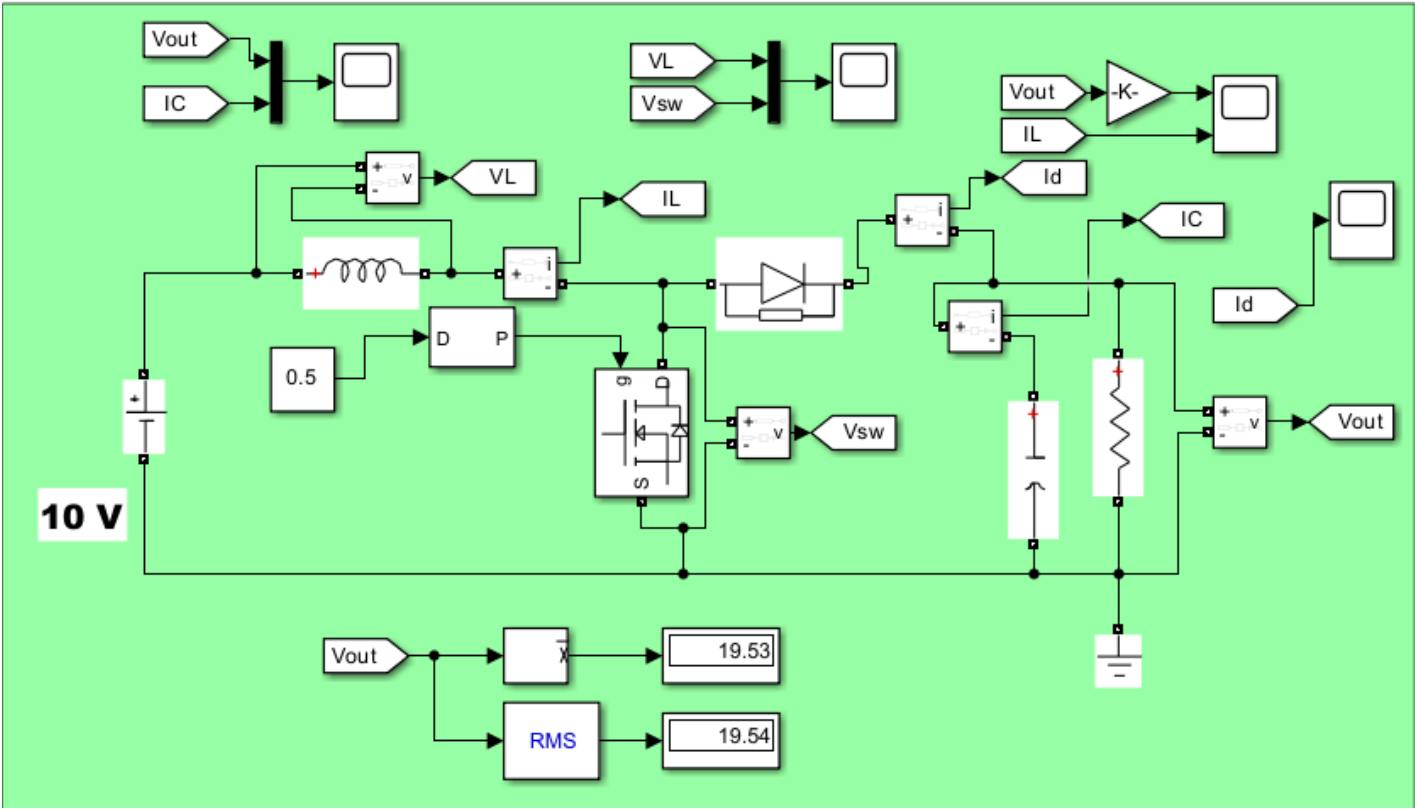 Vout
IC
VL
Vsw
Vout
-K-
IL
+
-
v
VL
IL
Id
IC
+
i
-
+
i
-
+
i
-
+
Id
0.5
D
P
g
D
S
+
-
v
Vsw
+
+
+
+
-
v
Vout
10 V
Vout
x
19.53
RMS
19.54